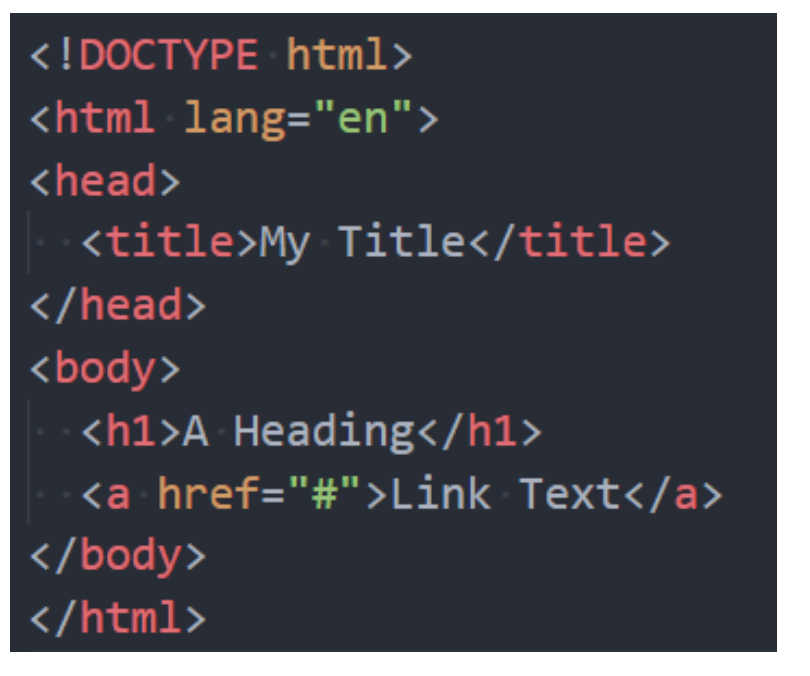 <!DOCTYPE html>
<html lang="en">
<head>
  <title>My Title</title>
</head>
<body>
  <h1>A Heading</h1>
  <a href="#">Link Text</a>
</body>
</html>